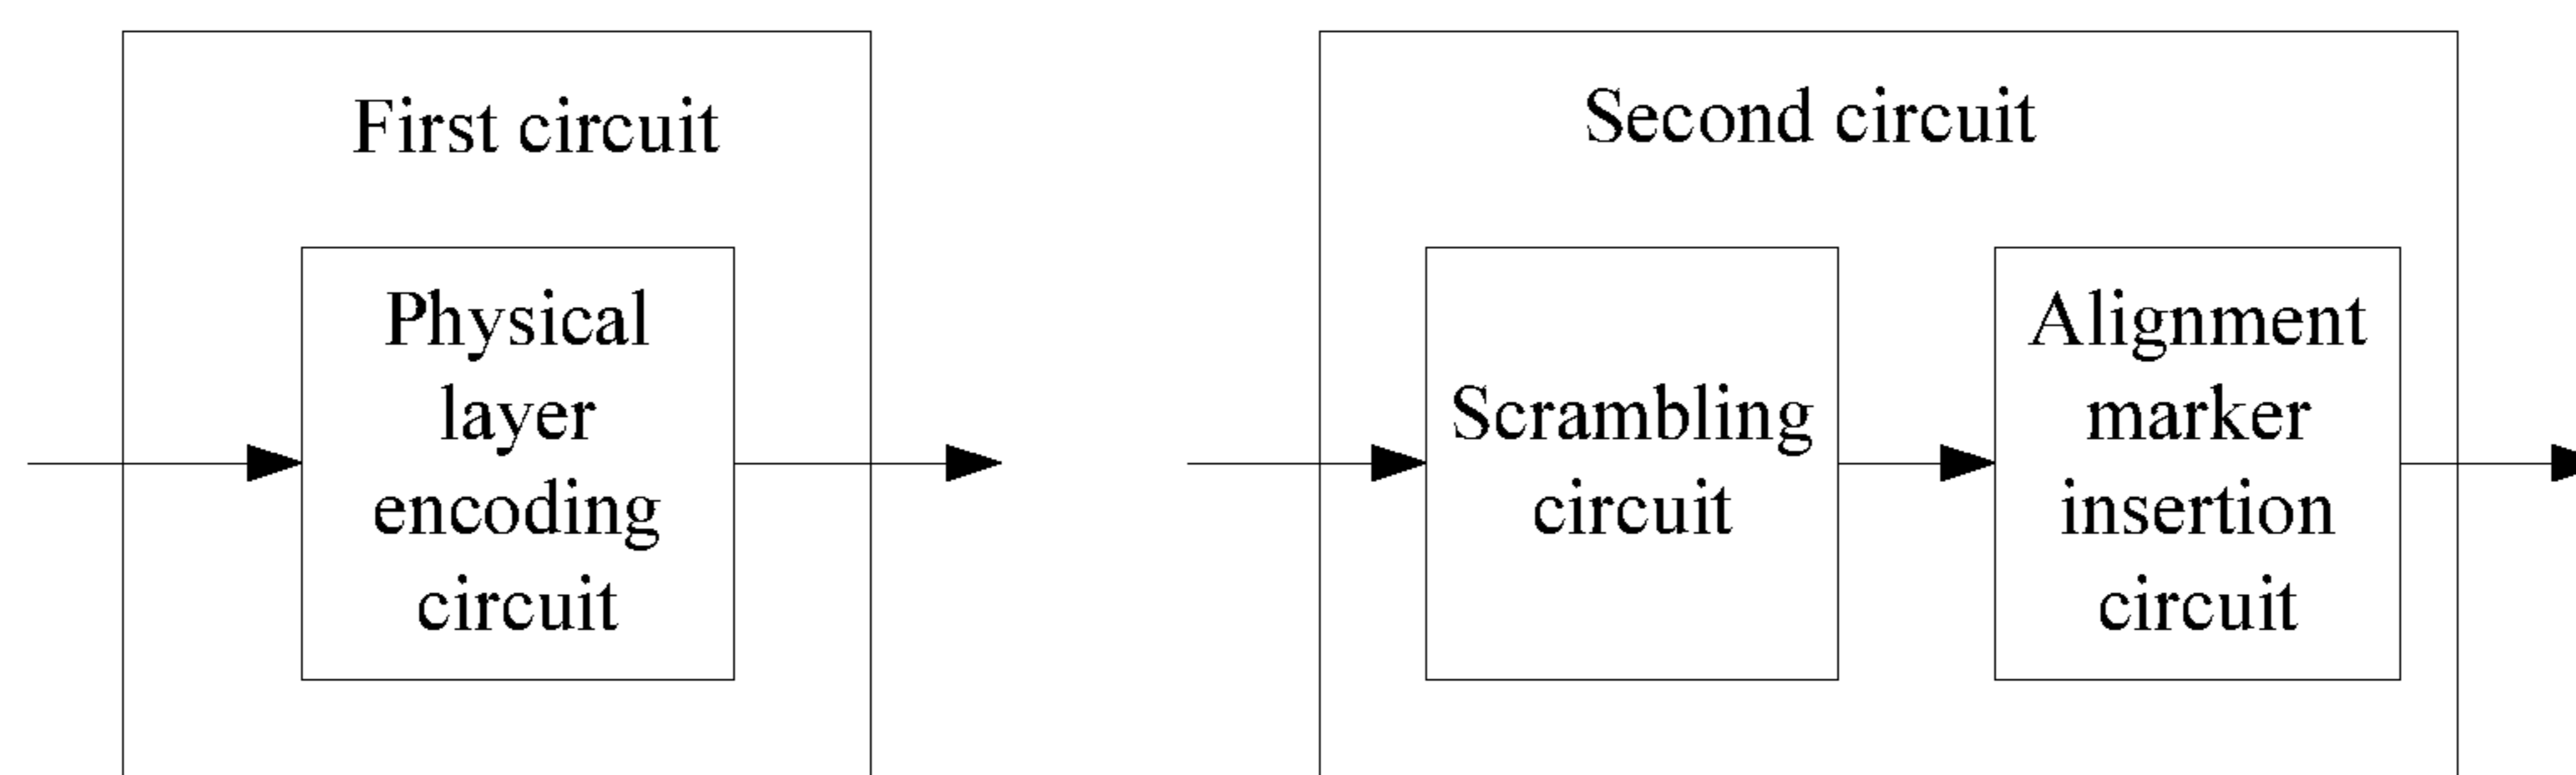 First circuit
Physical
layer
encoding
circuit
Second circuit
Scrambling
circuit
Alignment
marker
insertion
circuit